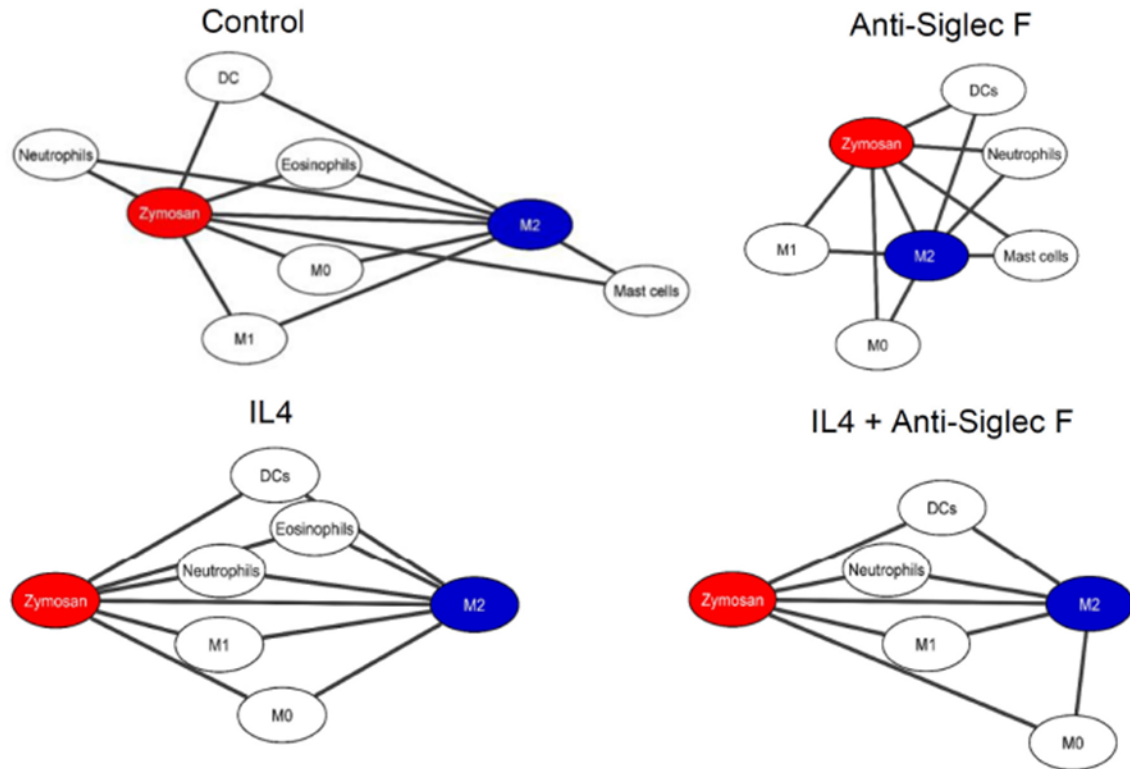 Control
DC
Neutrophils
Eosinophils
Zymosan
M2
M0
Mast cells
M1
Anti-Siglec F
DCs
Zymosan
Neutrophils
M1
M2
Mast cells
M0
IL4
DCs
Eosinophils
Neutrophils
Zymosan
M2
M1
M0
IL4 + Anti-Siglec F
DCs
Neutrophils
Zymosan
M2
M1
M0